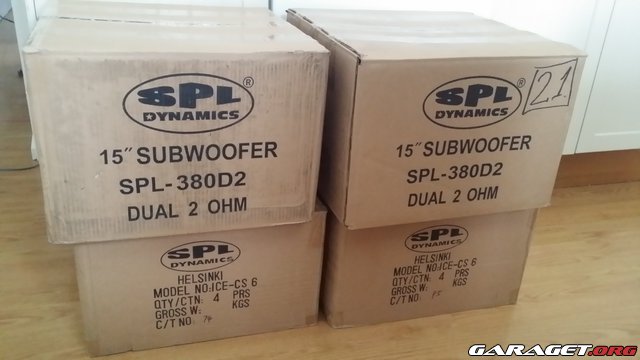 SPL®
DYNAMICS
15" SUBWOOFER
SPL-380D2
DUAL 2 OHM
SPL®
DYNAMICS
21
15" SUBWOOFER
SPL-380D2
DUAL 2 OHM
SPL
DYNAMICS
HELSINKI
MODEL NO:ICE-CS 6
QTY/CTN: 4 PRS
GROSS W: KGS
C/T NO: 74
SPL
DYNAMICS
HELSINKI
MODEL NO:ICE-CS 6
QTY/CTN: 4 PRS
GROSS W: KGS
C/T NO:
GARAGET.ORG